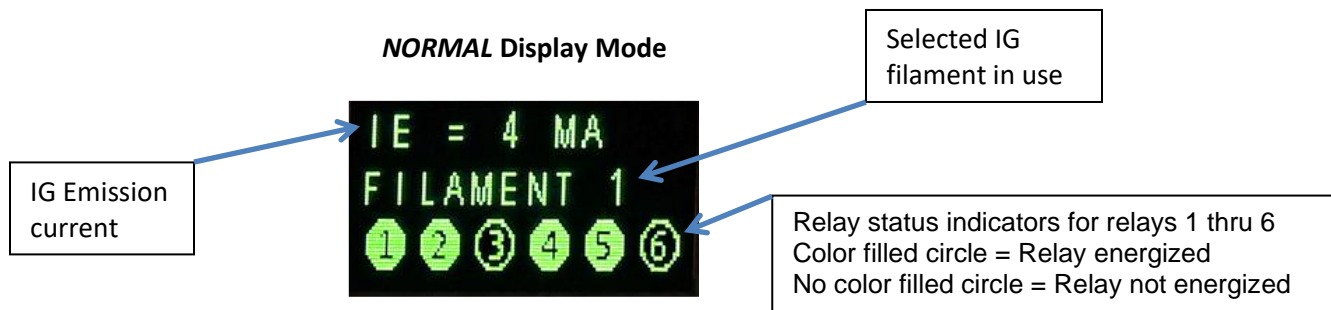 NORMAL Display Mode
Selected IG
filament in use
IE = 4 MA
FILAMENT 1
1 2 3 4 5 6
IG Emission
current
Relay status indicators for relays 1 thru 6
Color filled circle = Relay energized
No color filled circle = Relay not energized